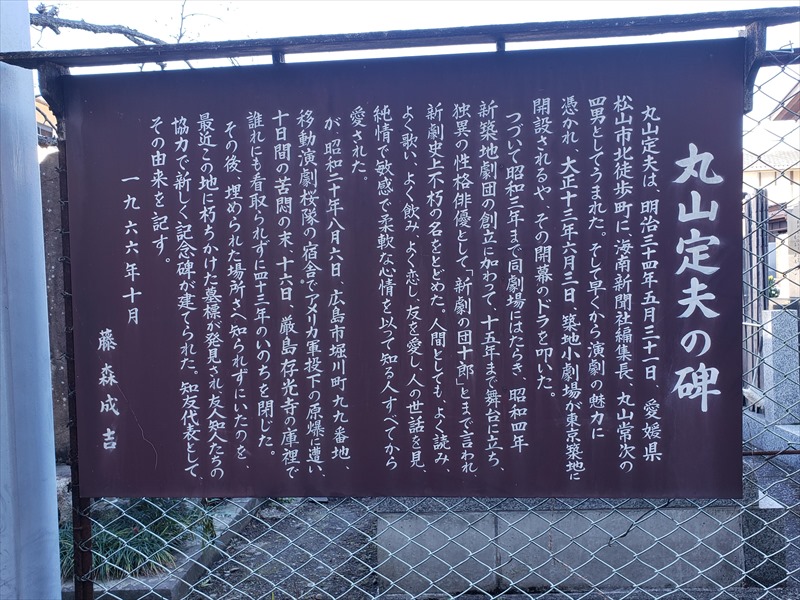 丸山定夫の碑
丸山定夫は、明治三十四年五月三十一日、愛媛県
松山市北徒歩町に、海南新聞社編集長、丸山常次の
四男としてうまれた。そして早くから演劇の魅力に
憑かれ、大正十三年六月三日、築地小劇場が東京築地に
開設されるや、その開幕のドラを叩いた。
つづいて昭和三年まで同劇場にはたらき、昭和四年
新築地劇団の創立に加わって、十五年まで舞台に立ち、
独異の性格俳優として「新劇の団十郎」とまで言われ、
新劇史上不朽の名をとどめた。人間としても、よく読み、
よく歌い、よく飲み、よく恋し、友を愛し、人の世話を見、
純情で敏感で柔軟な心情を以って知る人すべてから
愛された。
が、昭和二十年八月六日、広島市堀川町九九番地、
移動演劇桜隊の宿舎でアメリカ軍投下の原爆に遭い、
十日間の苦悶の末、十六日、厳島存光寺の庫裡で
誰れにも看取られずに四十三年のいのちを閉じた。
その後、埋められた場所さへ知られずにいたのを、
最近この地に朽ちかけた墓標が発見され友人知人たちの
協力で新しく記念碑が建てられた。知友代表として、
その由来を記す。
一九六六年十月
藤森成吉